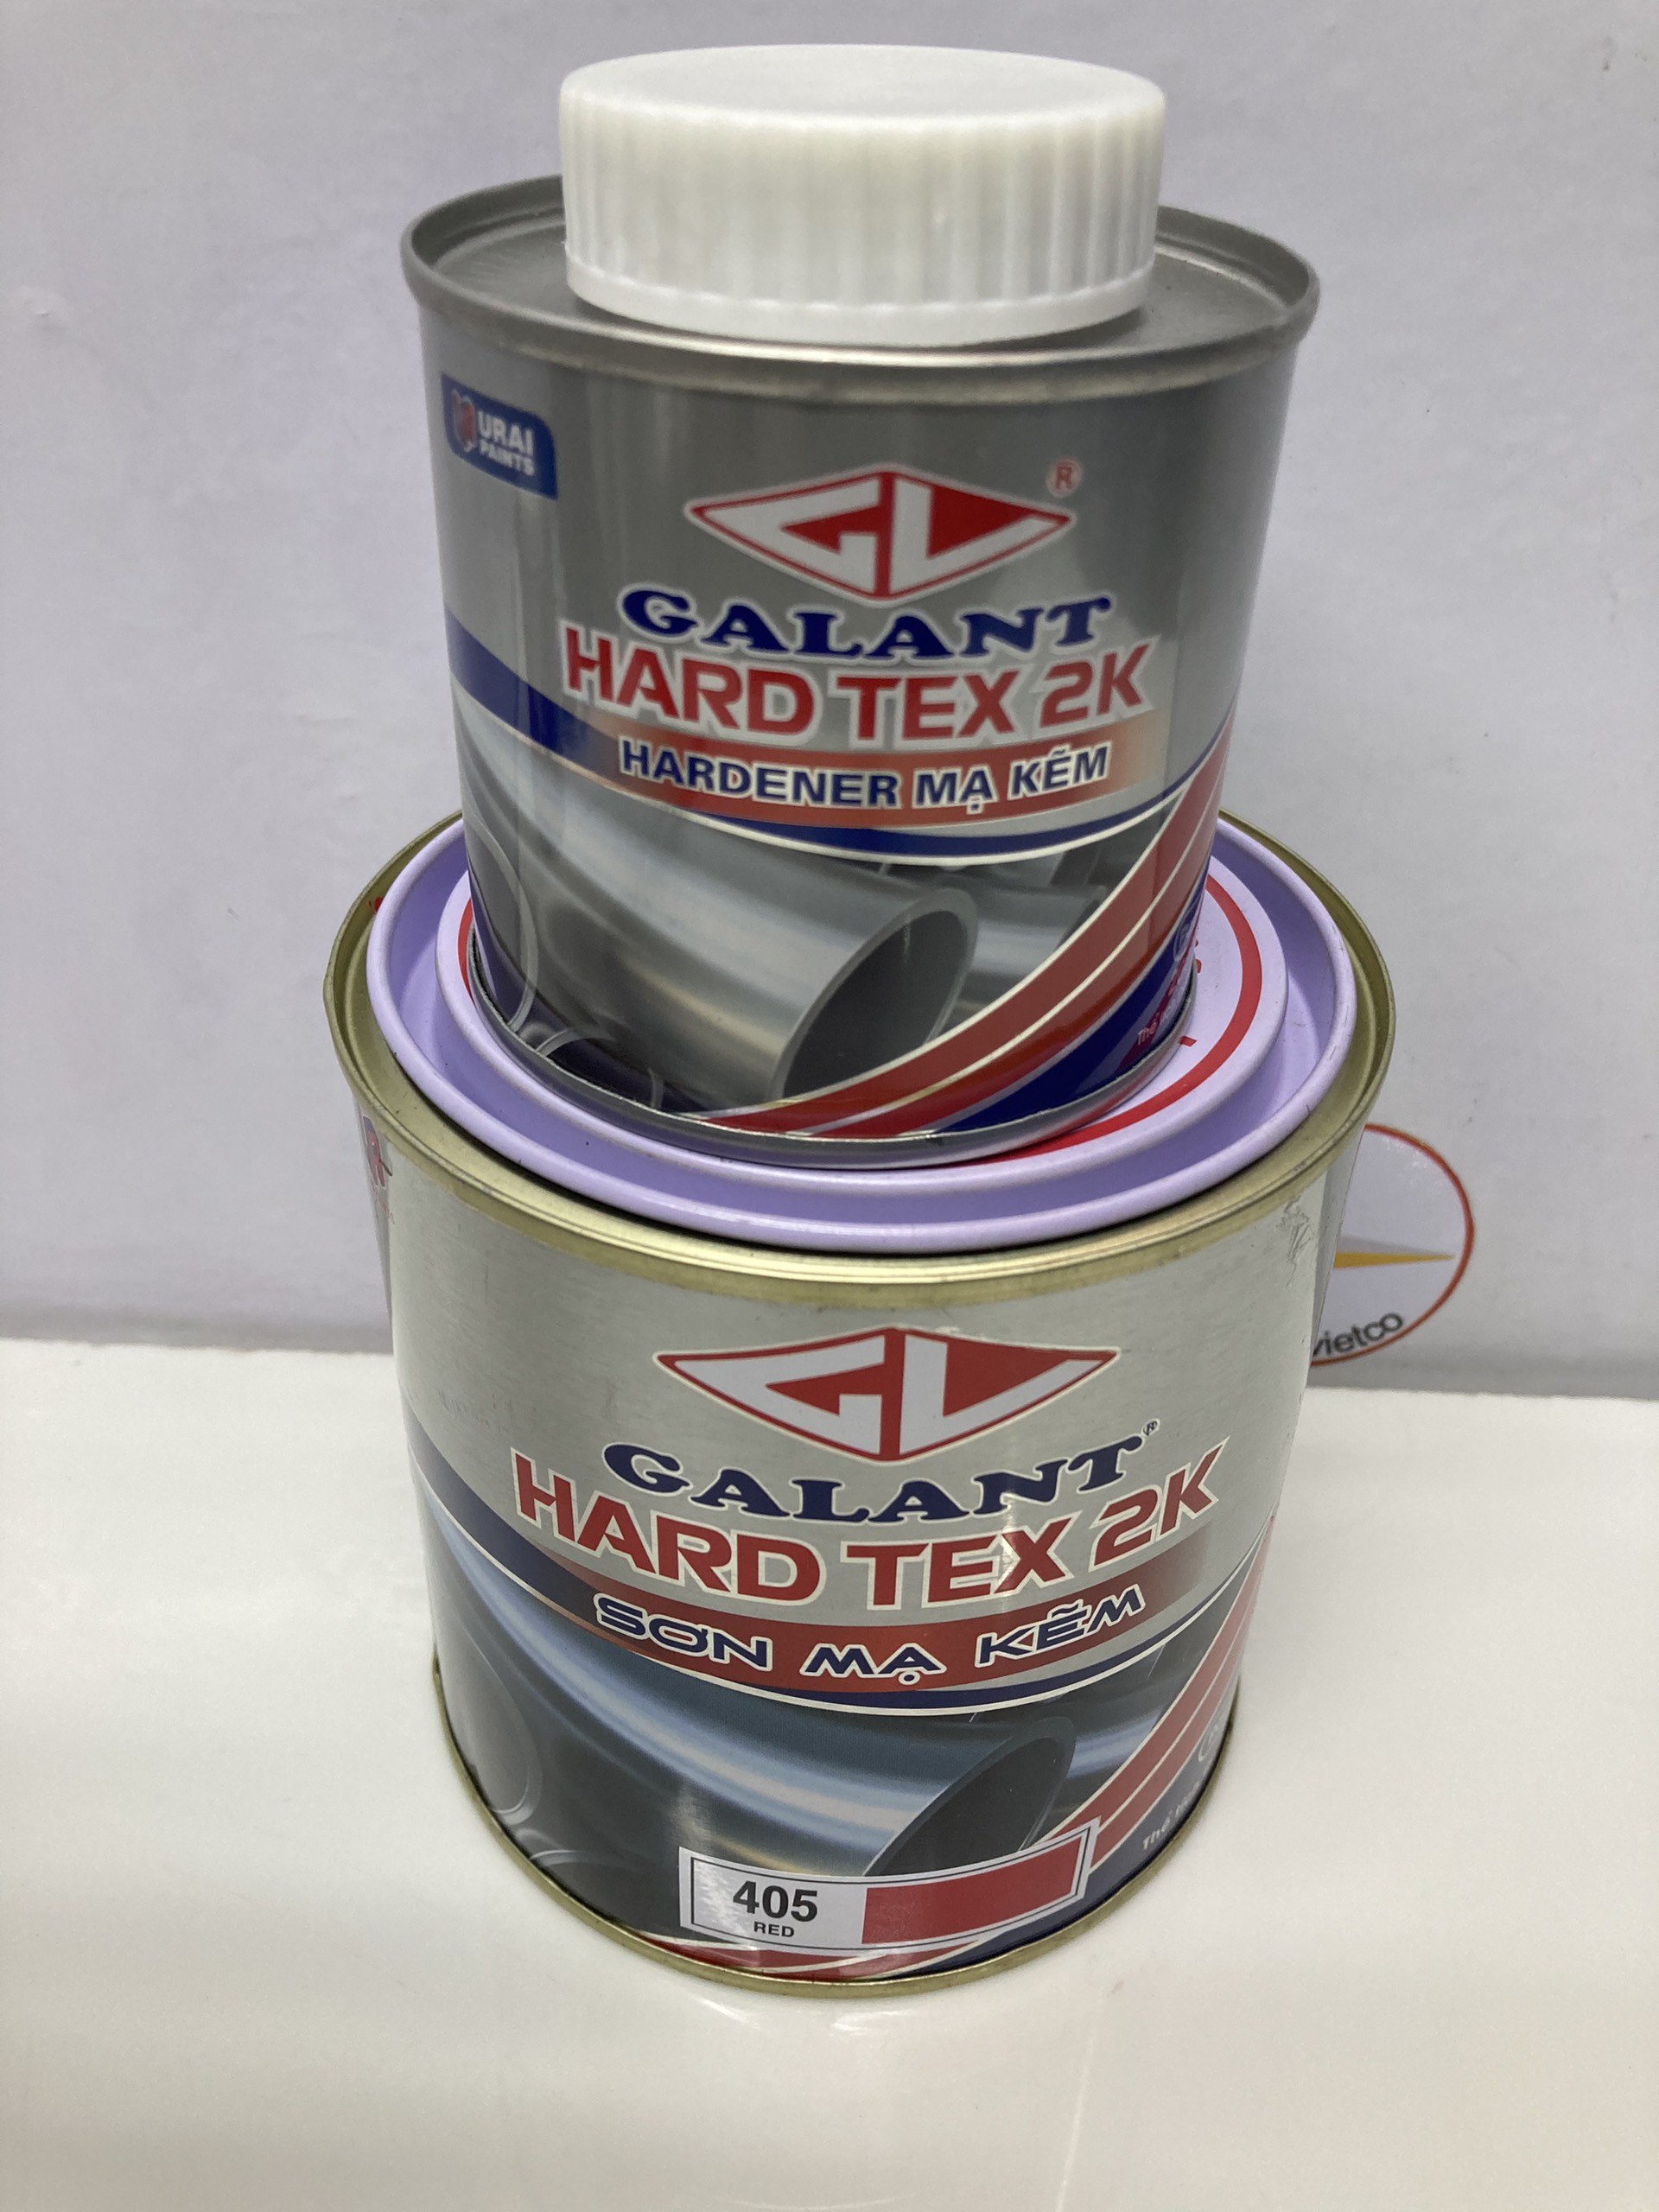 URAI
PAINTS
GL ®
GALANT
HARD TEX 2K
HARDENER MẠ KẼM
vietco
GL
GALANT®
HARD TEX 2K
SƠN MẠ KẼM
405
RED